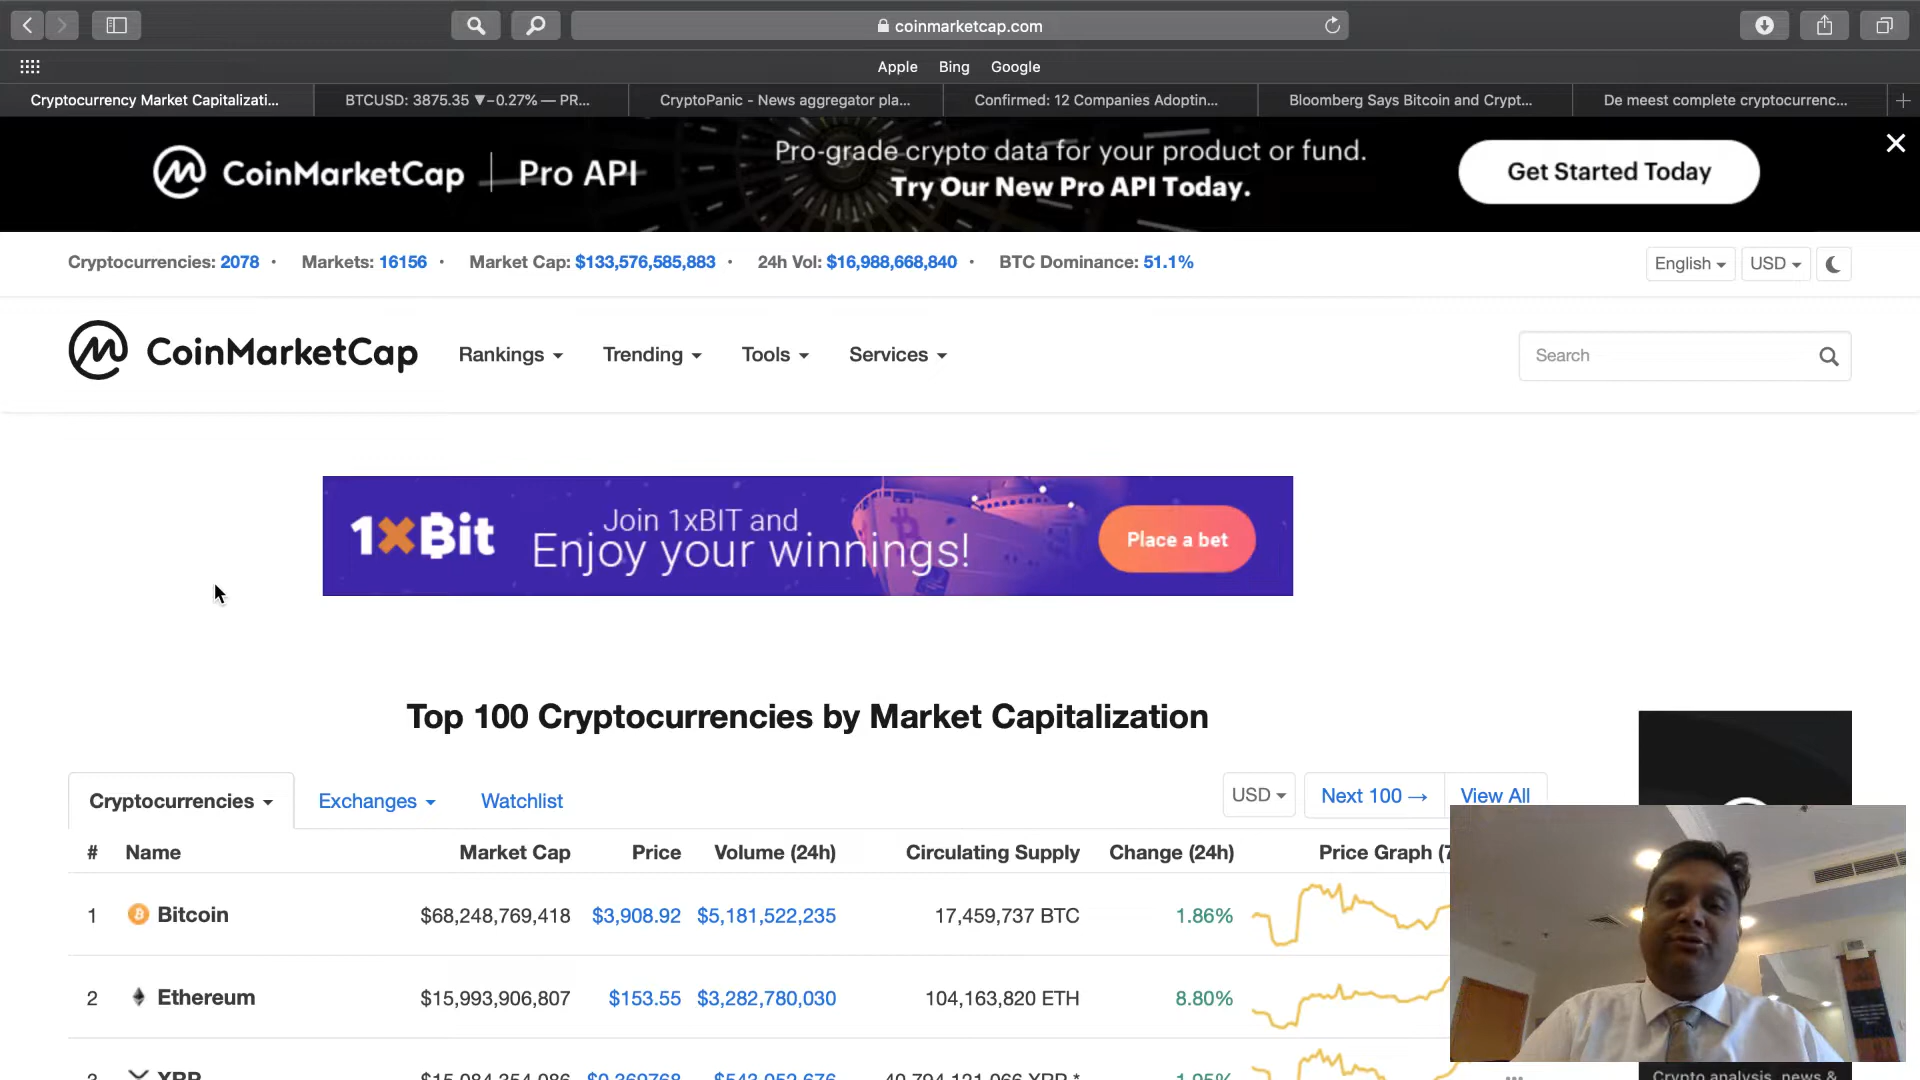 coinmarketcap.com
Apple Bing Google
Cryptocurrency Market Capitalizati... BTCUSD: 3875.35 ▼−0.27% — PR... CryptoPanic - News aggregator pla... Confirmed: 12 Companies Adoptin... Bloomberg Says Bitcoin and Crypt... De meest complete cryptocurrenc...
CoinMarketCap | Pro API
Pro-grade crypto data for your product or fund.
Try Our New Pro API Today.
Get Started Today
Cryptocurrencies: 2078 • Markets: 16156 • Market Cap: $133,576,585,883 • 24h Vol: $16,988,668,840 • BTC Dominance: 51.1%
English USD
CoinMarketCap Rankings Trending Tools Services Search
1xBit
Join 1xBIT and
Enjoy your winnings!
Place a bet
Top 100 Cryptocurrencies by Market Capitalization
Cryptocurrencies Exchanges Watchlist USD Next 100 → View All
# Name Market Cap Price Volume (24h) Circulating Supply Change (24h) Price Graph (7
1 Bitcoin $68,248,769,418 $3,908.92 $5,181,522,235 17,459,737 BTC 1.86%
2 Ethereum $15,993,906,807 $153.55 $3,282,780,030 104,163,820 ETH 8.80%
XRP
Crypto analysis, news &